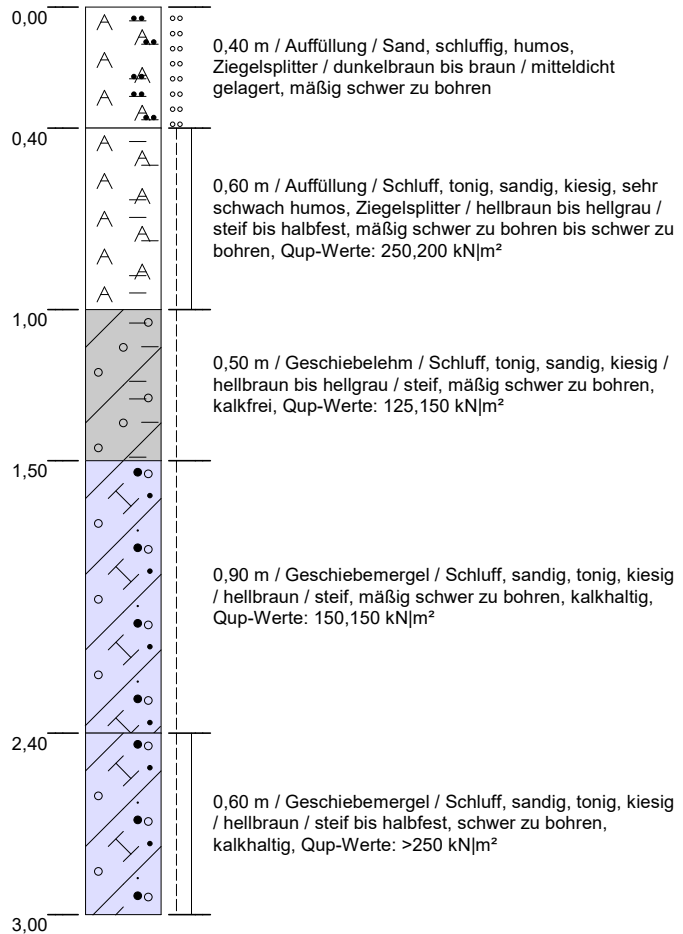 0,00
0,40 m / Auffüllung / Sand, schluffig, humos,
Ziegelsplitter / dunkelbraun bis braun / mitteldicht
gelagert, mäßig schwer zu bohren
0,40
0,60 m / Auffüllung / Schluff, tonig, sandig, kiesig, sehr
schwach humos, Ziegelsplitter / hellbraun bis hellgrau /
steif bis halbfest, mäßig schwer zu bohren bis schwer zu
bohren, Qup-Werte: 250,200 kN|m²
1,00
0,50 m / Geschiebelehm / Schluff, tonig, sandig, kiesig /
hellbraun bis hellgrau / steif, mäßig schwer zu bohren,
kalkfrei, Qup-Werte: 125,150 kN|m²
1,50
0,90 m / Geschiebemergel / Schluff, sandig, tonig, kiesig
/ hellbraun / steif, mäßig schwer zu bohren, kalkhaltig,
Qup-Werte: 150,150 kN|m²
2,40
0,60 m / Geschiebemergel / Schluff, sandig, tonig, kiesig
/ hellbraun / steif bis halbfest, schwer zu bohren,
kalkhaltig, Qup-Werte: >250 kN|m²
3,00